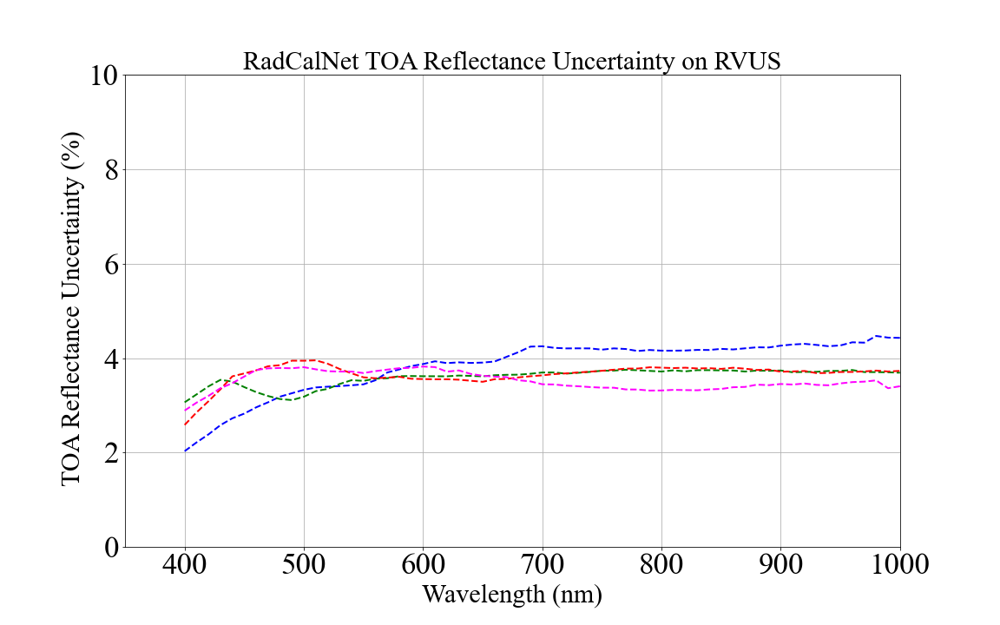 RadCalNet TOA Reflectance Uncertainty on RVUS
TOA Reflectance Uncertainty (%)
10
8
6
4
2
0
400 500 600 700 800 900 1000
Wavelength (nm)